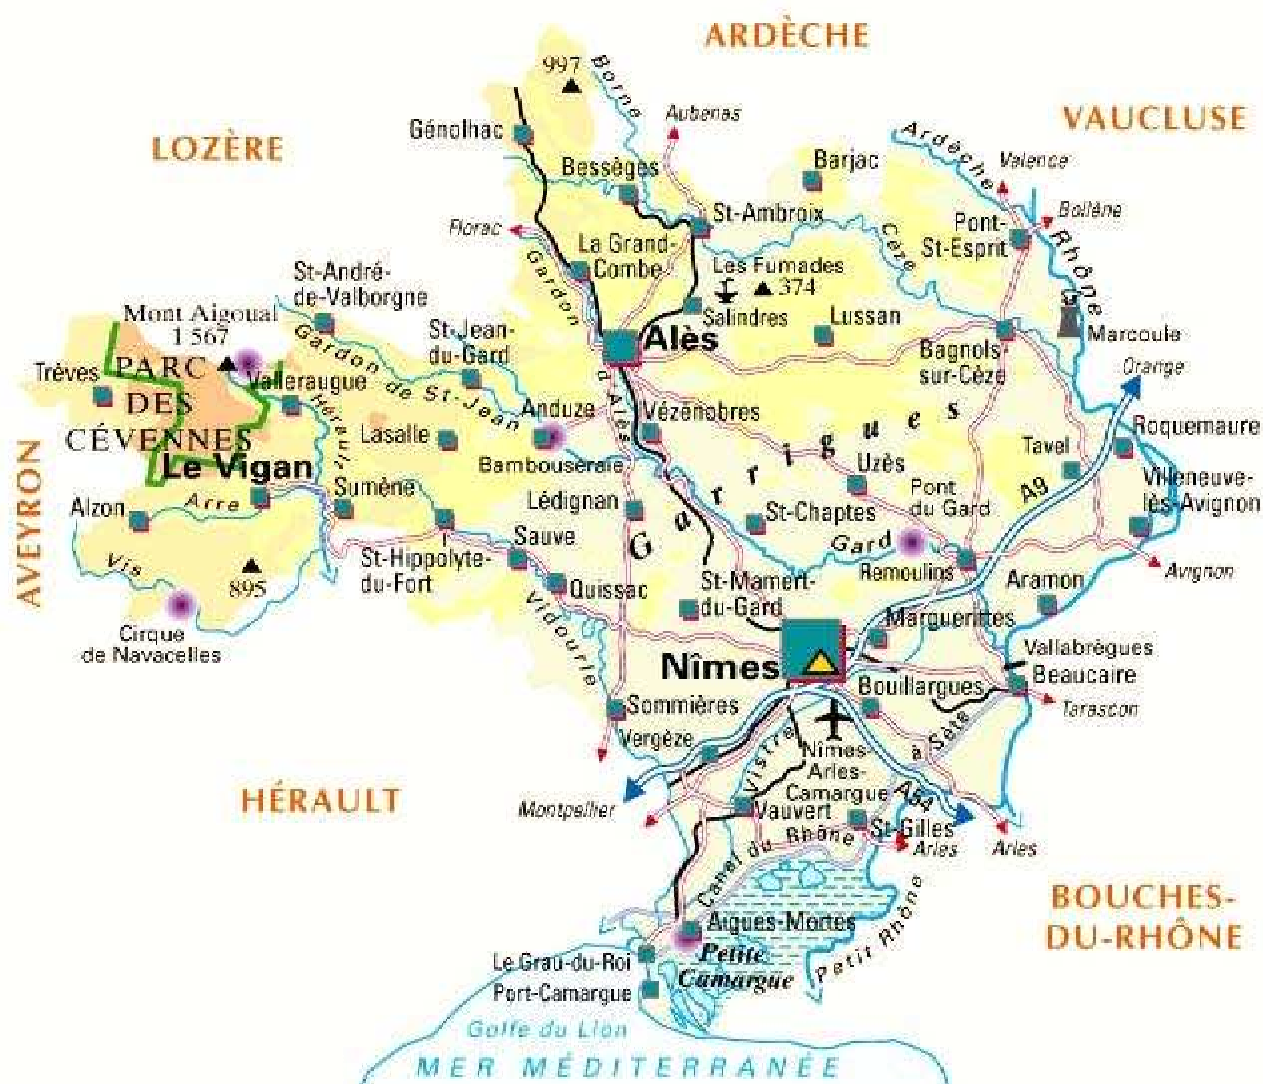 ARDÈCHE
997
Borne
Aubenas
VAUCLUSE
Génolhac
LOZÈRE
Ardèche
Bessèges
Barjac
Valence
Bollène
St-Ambroix
Pont-
St-Esprit
Florac
La Grand-
Combe
Cèze
Rhône
Gardon
Les Fumades
374
St-André-
de-Valborgne
Mont Aigoual
1 567
St-Jean-
du-Gard
Salindres
Lussan
Marcoule
Alès
Bagnols-
sur-Cèze
Orange
Gardon de St-Jean
Trèves
PARC
DES
CÉVENNES
Valleraugue
Hérault
d'Alès
Anduze
Vézénobres
Garrigues
Roquemaure
Lasalle
Tavel
Bambouseraie
Uzès
Le Vigan
Villeneuve-
lès-Avignon
A9
Pont
du Gard
AVEYRON
Alzon
Arre
Sumène
Lédignan
St-Chaptes
Gard
Sauve
St-Hippolyte-
du-Fort
Vis
895
Remoulins
Avignon
Aramon
Quissac
St-Mamert-
du-Gard
Vidourle
Marguerittes
Cirque
de Navacelles
Vallabrègues
Nîmes
Beaucaire
Bouillargues
Tarascon
Sommières
Vergèze
Vistre
Nîmes-
Arles-
Camargue
à Sète
A54
HÉRAULT
Montpellier
Vauvert
St-Gilles
Canal du Rhône
Arles
Arles
BOUCHES-
DU-RHÔNE
Petit Rhône
Aigues-Mortes
Petite
Camargue
Le Grau-du-Roi
Port-Camargue
Golfe du Lion
MER MÉDITERRANÉE